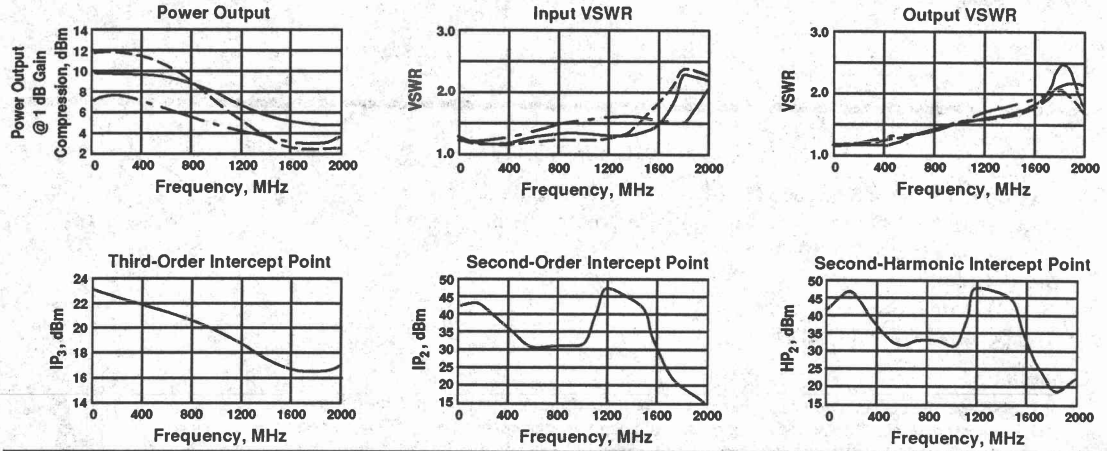 Power Output
Power Output
@ 1 dB Gain
Compression, dBm
14
12
10
8
6
4
2
0 400 800 1200 1600 2000
Frequency, MHz
Input VSWR
VSWR
3.0
2.0
1.0
0 400 800 1200 1600 2000
Frequency, MHz
Output VSWR
VSWR
3.0
2.0
1.0
0 400 800 1200 1600 2000
Frequency, MHz
Third-Order Intercept Point
IP3, dBm
24
22
20
18
16
14
0 400 800 1200 1600 2000
Frequency, MHz
Second-Order Intercept Point
IP2, dBm
50
45
40
35
30
25
20
15
0 400 800 1200 1600 2000
Frequency, MHz
Second-Harmonic Intercept Point
HP2, dBm
50
45
40
35
30
25
20
15
0 400 800 1200 1600 2000
Frequency, MHz